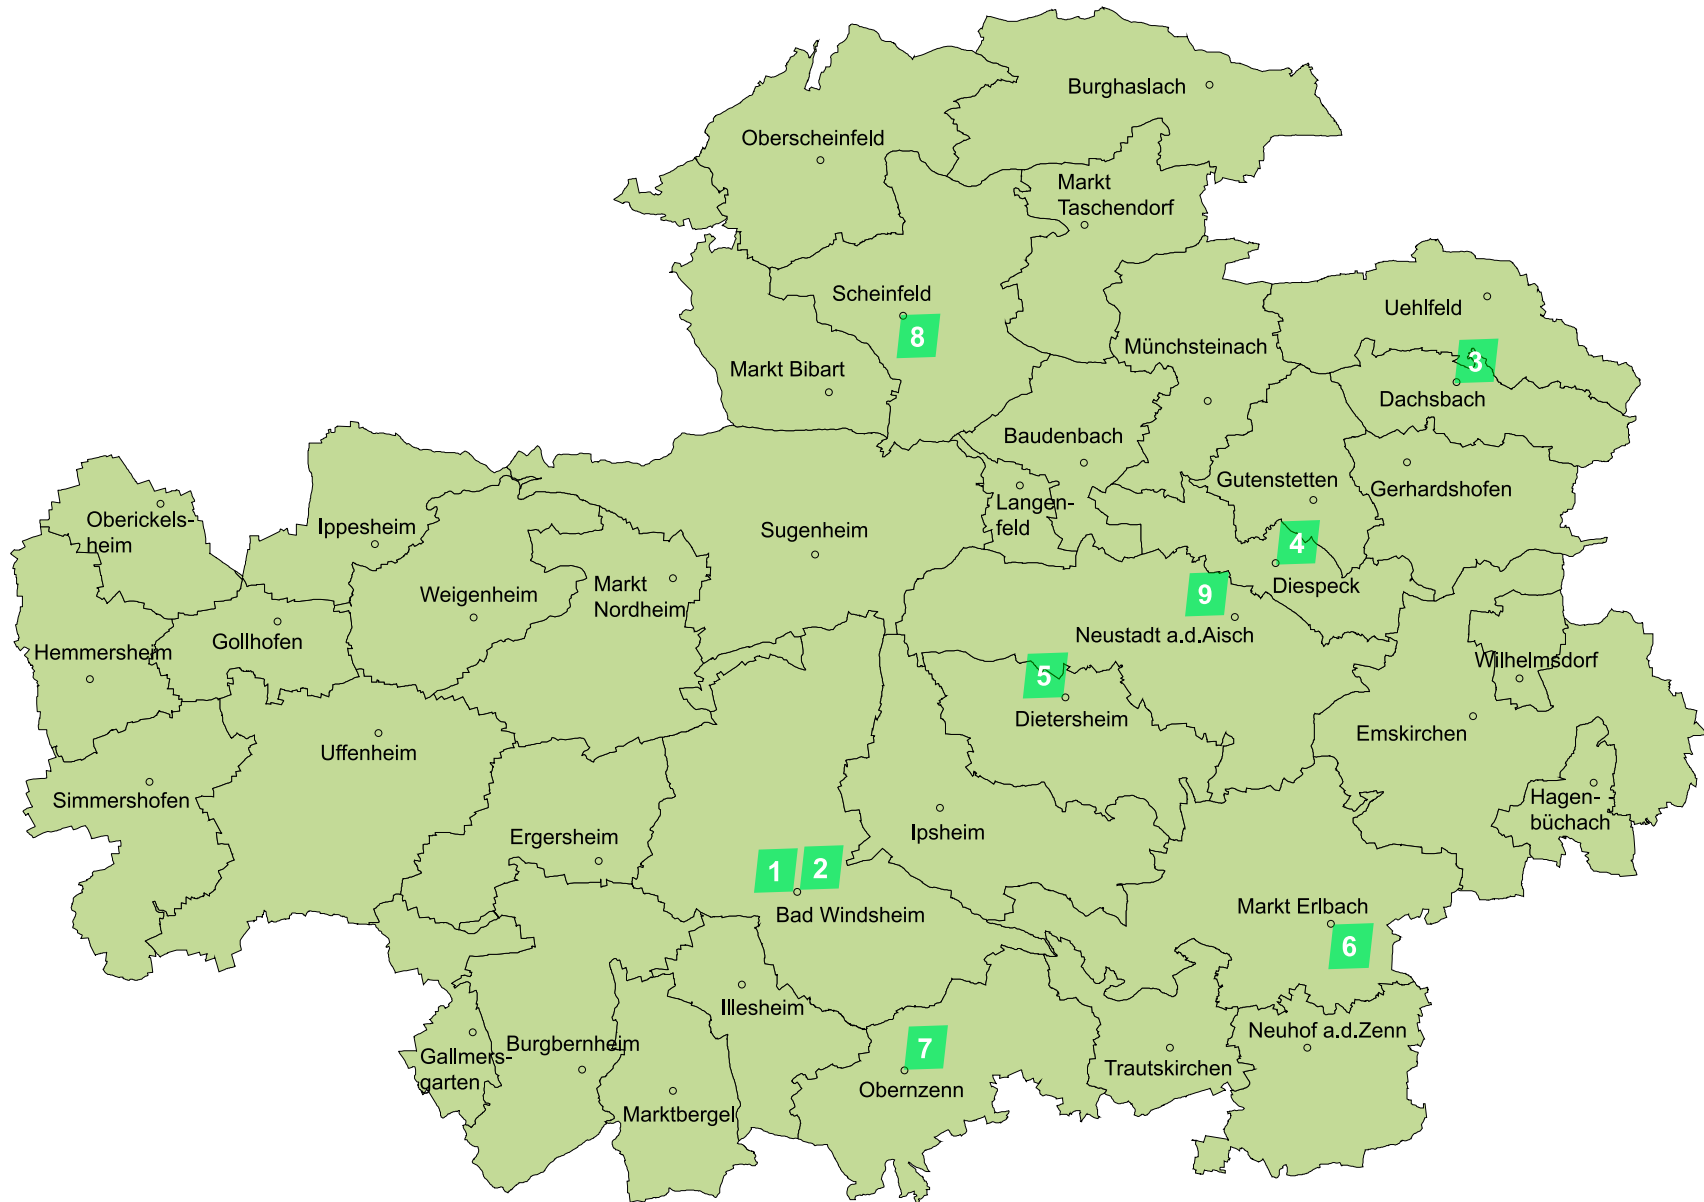 Burghaslach
Oberscheinfeld
Markt
Taschendorf
Scheinfeld
8
Uehlfeld
Münchsteinach
3
Markt Bibart
Dachsbach
Baudenbach
Gutenstetten
Gerhardshofen
Langen-
feld
Oberickels-
heim
Ippesheim
Sugenheim
4
Diespeck
Weigenheim
Markt
Nordheim
9
Neustadt a.d.Aisch
Gollhofen
Hemmersheim
Wilhelmsdorf
5
Dietersheim
Emskirchen
Uffenheim
Simmershofen
Hagen-
büchach
Ergersheim
Ipsheim
1
2
Bad Windsheim
Markt Erlbach
6
Illesheim
Neuhof a.d.Zenn
Burgbernheim
7
Gallmers-
garten
Trautskirchen
Obernzenn
Marktbergel